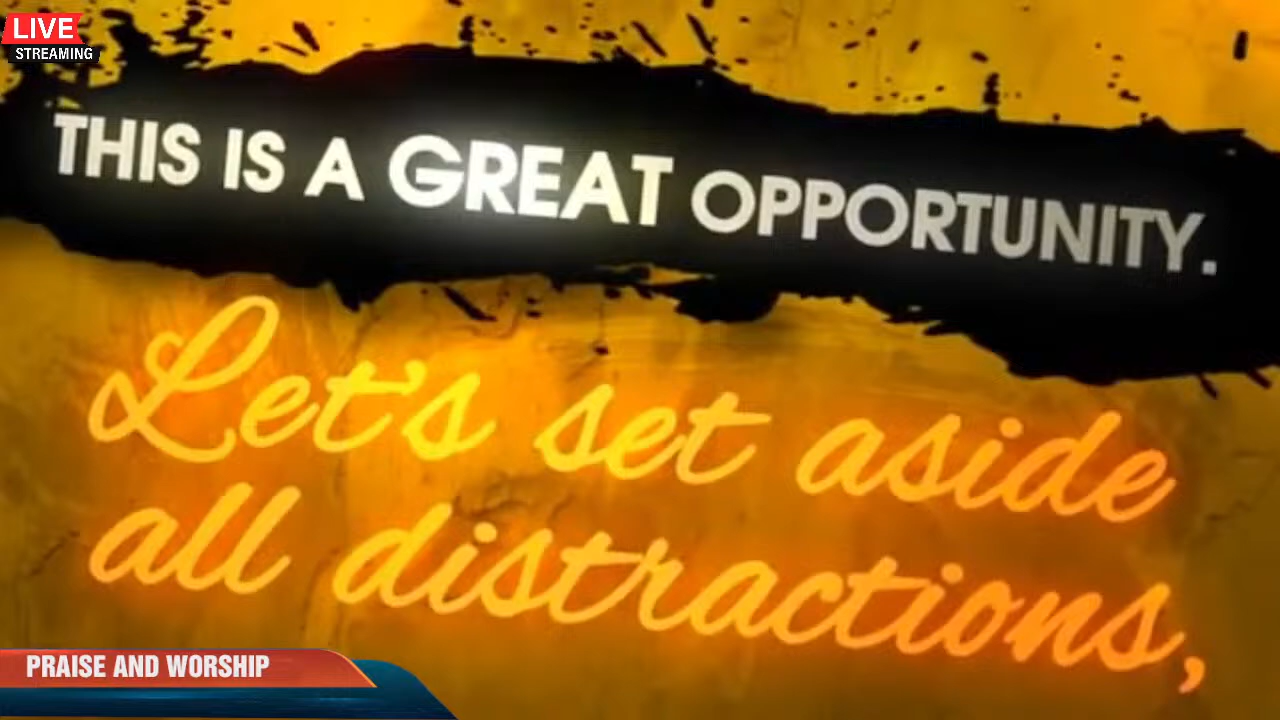 LIVE
STREAMING
THIS IS A GREAT OPPORTUNITY.
Let's set aside
all distractions,
PRAISE AND WORSHIP